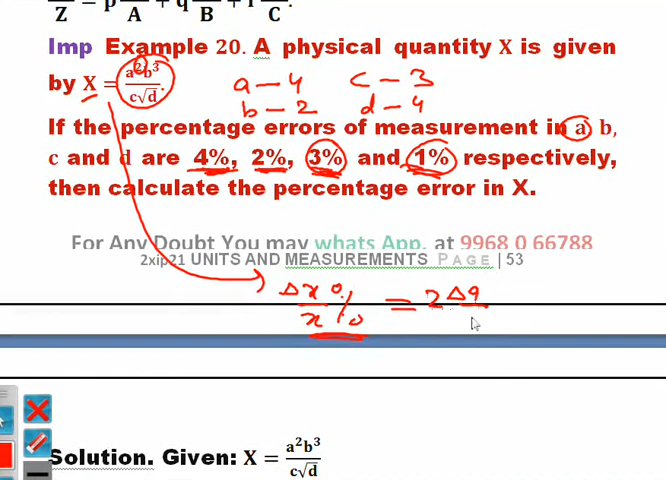 Z = p A + q B + r C.
Imp Example 20. A physical quantity X is given
by X = a²b³/c√d.
a – 4 c – 3
b – 2 d – 4
If the percentage errors of measurement in a, b,
c and d are 4%, 2%, 3% and 1% respectively,
then calculate the percentage error in X.
For Any Doubt You may whats App. at 9968 0 66788
2xip21 UNITS AND MEASUREMENTS PAGE | 53
Δx/x % = 2 Δa
Solution. Given: X = a²b³/c√d